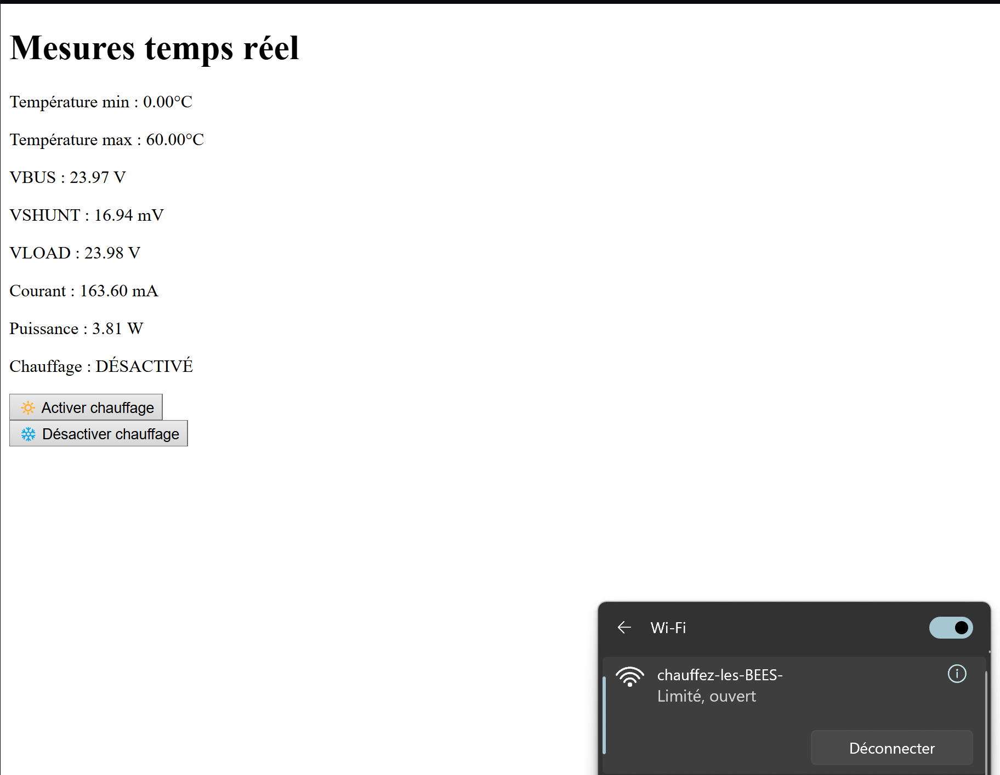 Mesures temps réel
Température min : 0.00°C
Température max : 60.00°C
VBUS : 23.97 V
VSHUNT : 16.94 mV
VLOAD : 23.98 V
Courant : 163.60 mA
Puissance : 3.81 W
Chauffage : DÉSACTIVÉ
Activer chauffage
Désactiver chauffage
Wi-Fi
chauffez-les-BEES-
Limité, ouvert
Déconnecter